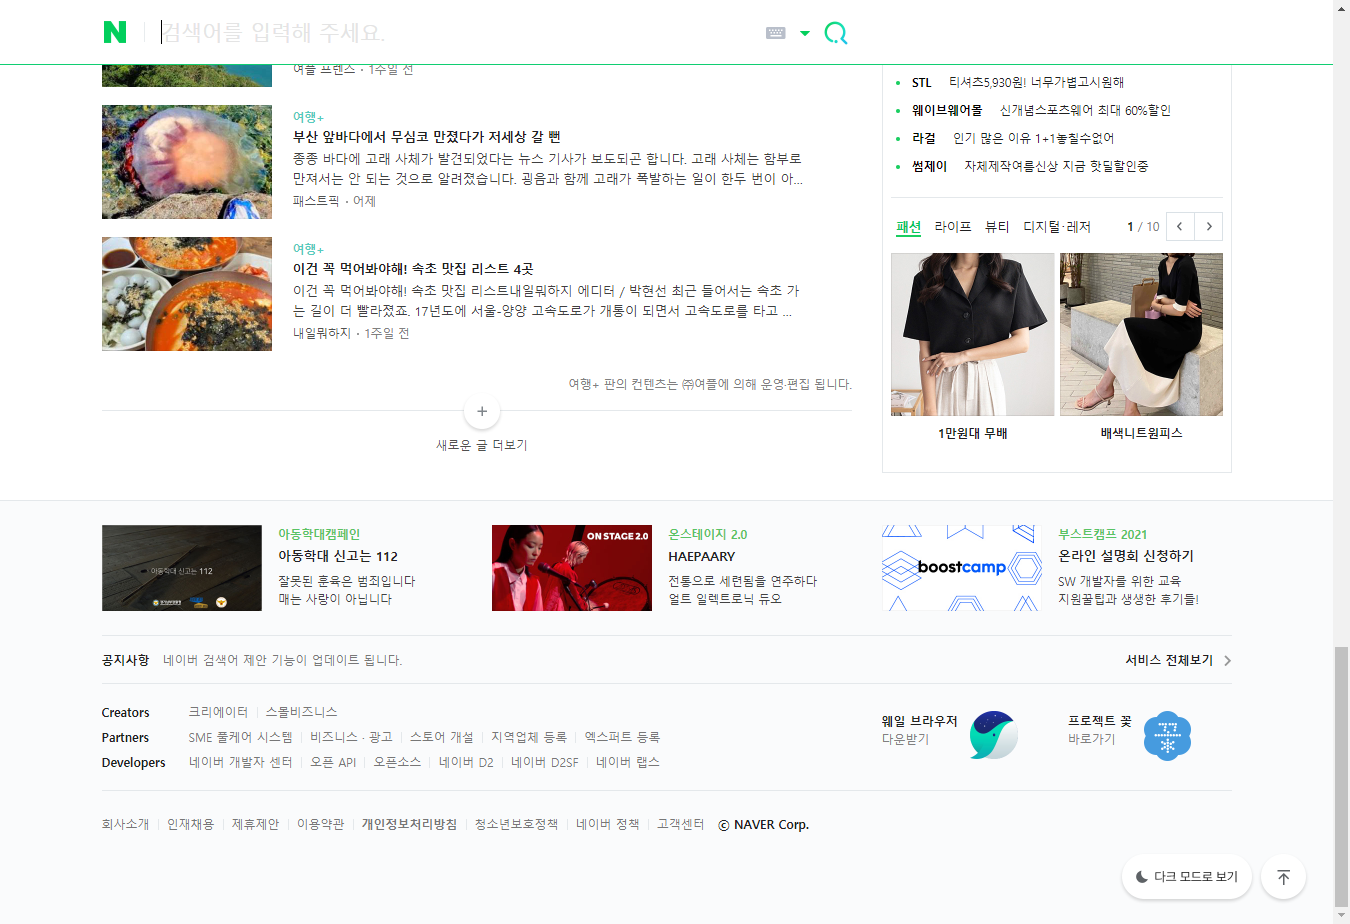 N
검색어를 입력해 주세요.
여플 프렌스 · 1주일 전
여행+
부산 앞바다에서 무심코 만졌다가 저세상 갈 뻔
종종 바다에 고래 사체가 발견되었다는 뉴스 기사가 보도되곤 합니다. 고래 사체는 함부로
만져서는 안 되는 것으로 알려졌습니다. 굉음과 함께 고래가 폭발하는 일이 한두 번이 아...
패스트픽 · 어제
여행+
이건 꼭 먹어봐야해! 속초 맛집 리스트 4곳
이건 꼭 먹어봐야해! 속초 맛집 리스트내일뭐하지 에디터 / 박현선 최근 들어서는 속초 가
는 길이 더 빨라졌죠. 17년도에 서울-양양 고속도로가 개통이 되면서 고속도로를 타고 ...
내일뭐하지 · 1주일 전
여행+ 판의 컨텐츠는 ㈜여플에 의해 운영·편집 됩니다.
+
새로운 글 더보기
STL 티셔츠5,930원! 너무가볍고시원해
웨이브웨어몰 신개념스포츠웨어 최대 60%할인
라걸 인기 많은 이유 1+1놓칠수없어
썸제이 자체제작여름신상 지금 핫딜할인중
패션 라이프 뷰티 디지털·레저 1 / 10
1만원대 무배 배색니트원피스
아동학대 신고는 112
아동학대캠페인
아동학대 신고는 112
잘못된 훈육은 범죄입니다
매는 사랑이 아닙니다
ON STAGE 2.0
온스테이지 2.0
HAEPAARY
전통으로 세련됨을 연주하다
얼트 일렉트로닉 듀오
boostcamp
부스트캠프 2021
온라인 설명회 신청하기
SW 개발자를 위한 교육
지원꿀팁과 생생한 후기들!
공지사항 네이버 검색어 제안 기능이 업데이트 됩니다.
서비스 전체보기
Creators 크리에이터 스몰비즈니스
Partners SME 풀케어 시스템 비즈니스 · 광고 스토어 개설 지역업체 등록 엑스퍼트 등록
Developers 네이버 개발자 센터 오픈 API 오픈소스 네이버 D2 네이버 D2SF 네이버 랩스
웨일 브라우저
다운받기
프로젝트 꽃
바로가기
꽃
회사소개 인재채용 제휴제안 이용약관 개인정보처리방침 청소년보호정책 네이버 정책 고객센터 ⓒ NAVER Corp.
다크 모드로 보기